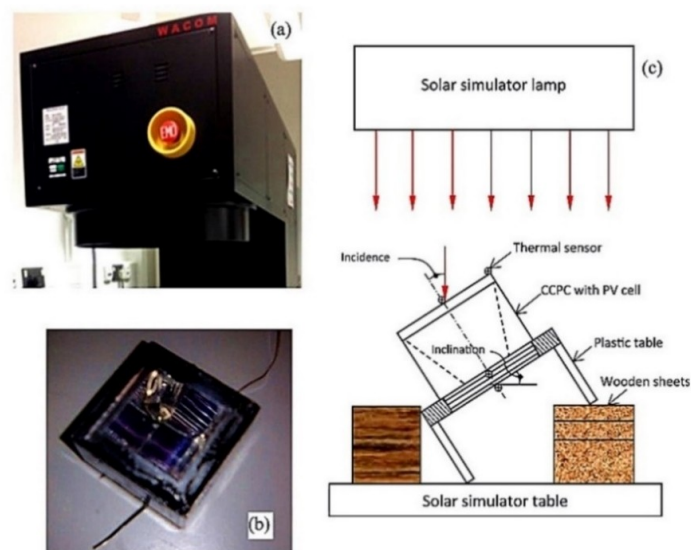 WACOM
(a)
EMO
(b)
(c)
Solar simulator lamp
Incidence
Thermal sensor
CCPC with PV cell
Inclination
Plastic table
Wooden sheets
Solar simulator table